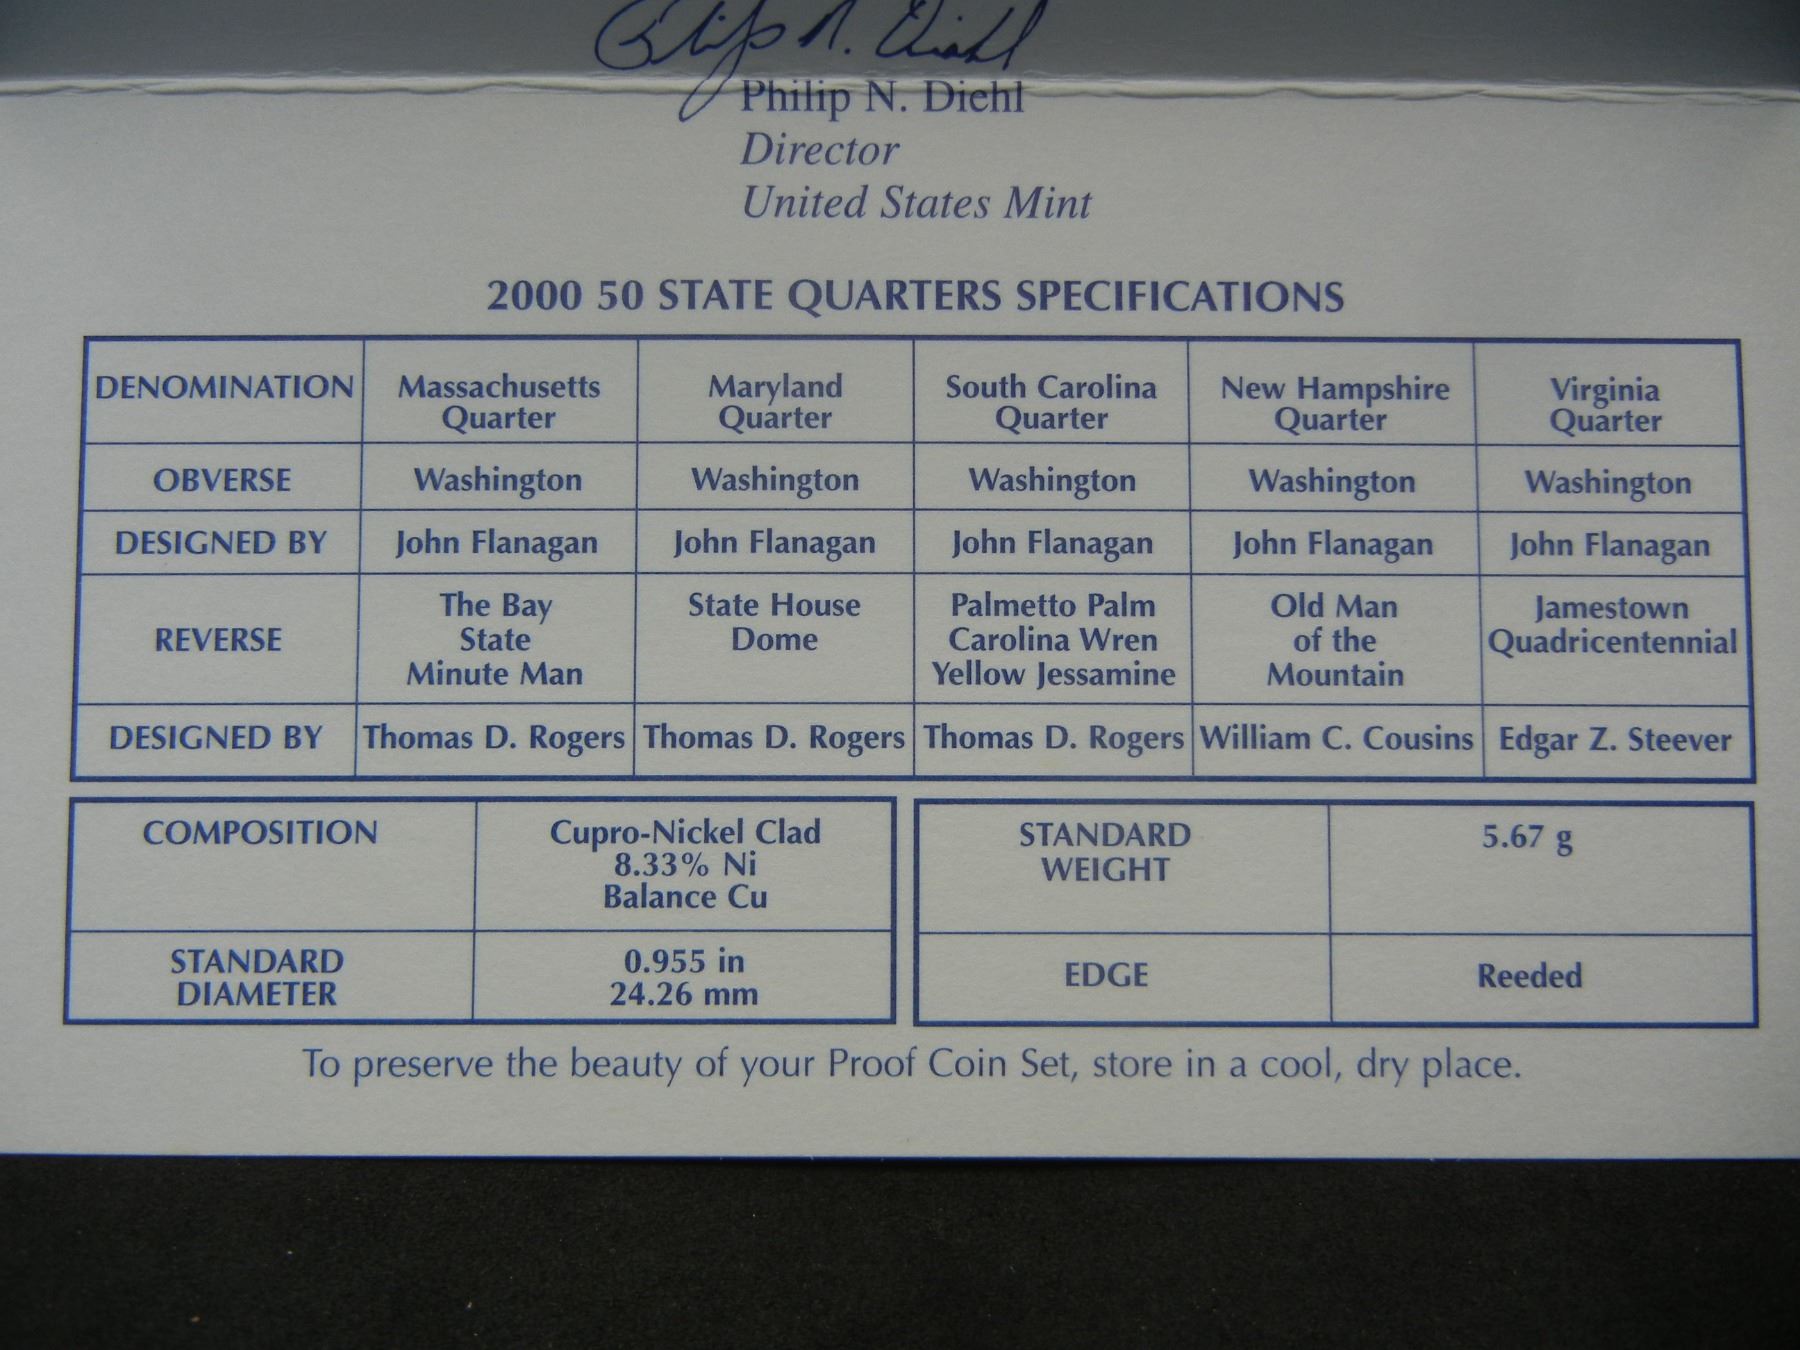 Philip N. Diehl
Philip N. Diehl
Director
United States Mint
2000 50 STATE QUARTERS SPECIFICATIONS
DENOMINATION Massachusetts Quarter Maryland Quarter South Carolina Quarter New Hampshire Quarter Virginia Quarter
OBVERSE Washington Washington Washington Washington Washington
DESIGNED BY John Flanagan John Flanagan John Flanagan John Flanagan John Flanagan
REVERSE The Bay State Minute Man State House Dome Palmetto Palm Carolina Wren Yellow Jessamine Old Man of the Mountain Jamestown Quadricentennial
DESIGNED BY Thomas D. Rogers Thomas D. Rogers Thomas D. Rogers William C. Cousins Edgar Z. Steever
COMPOSITION Cupro-Nickel Clad
8.33% Ni
Balance Cu
STANDARD DIAMETER 0.955 in
24.26 mm
STANDARD WEIGHT 5.67 g
EDGE Reeded
To preserve the beauty of your Proof Coin Set, store in a cool, dry place.